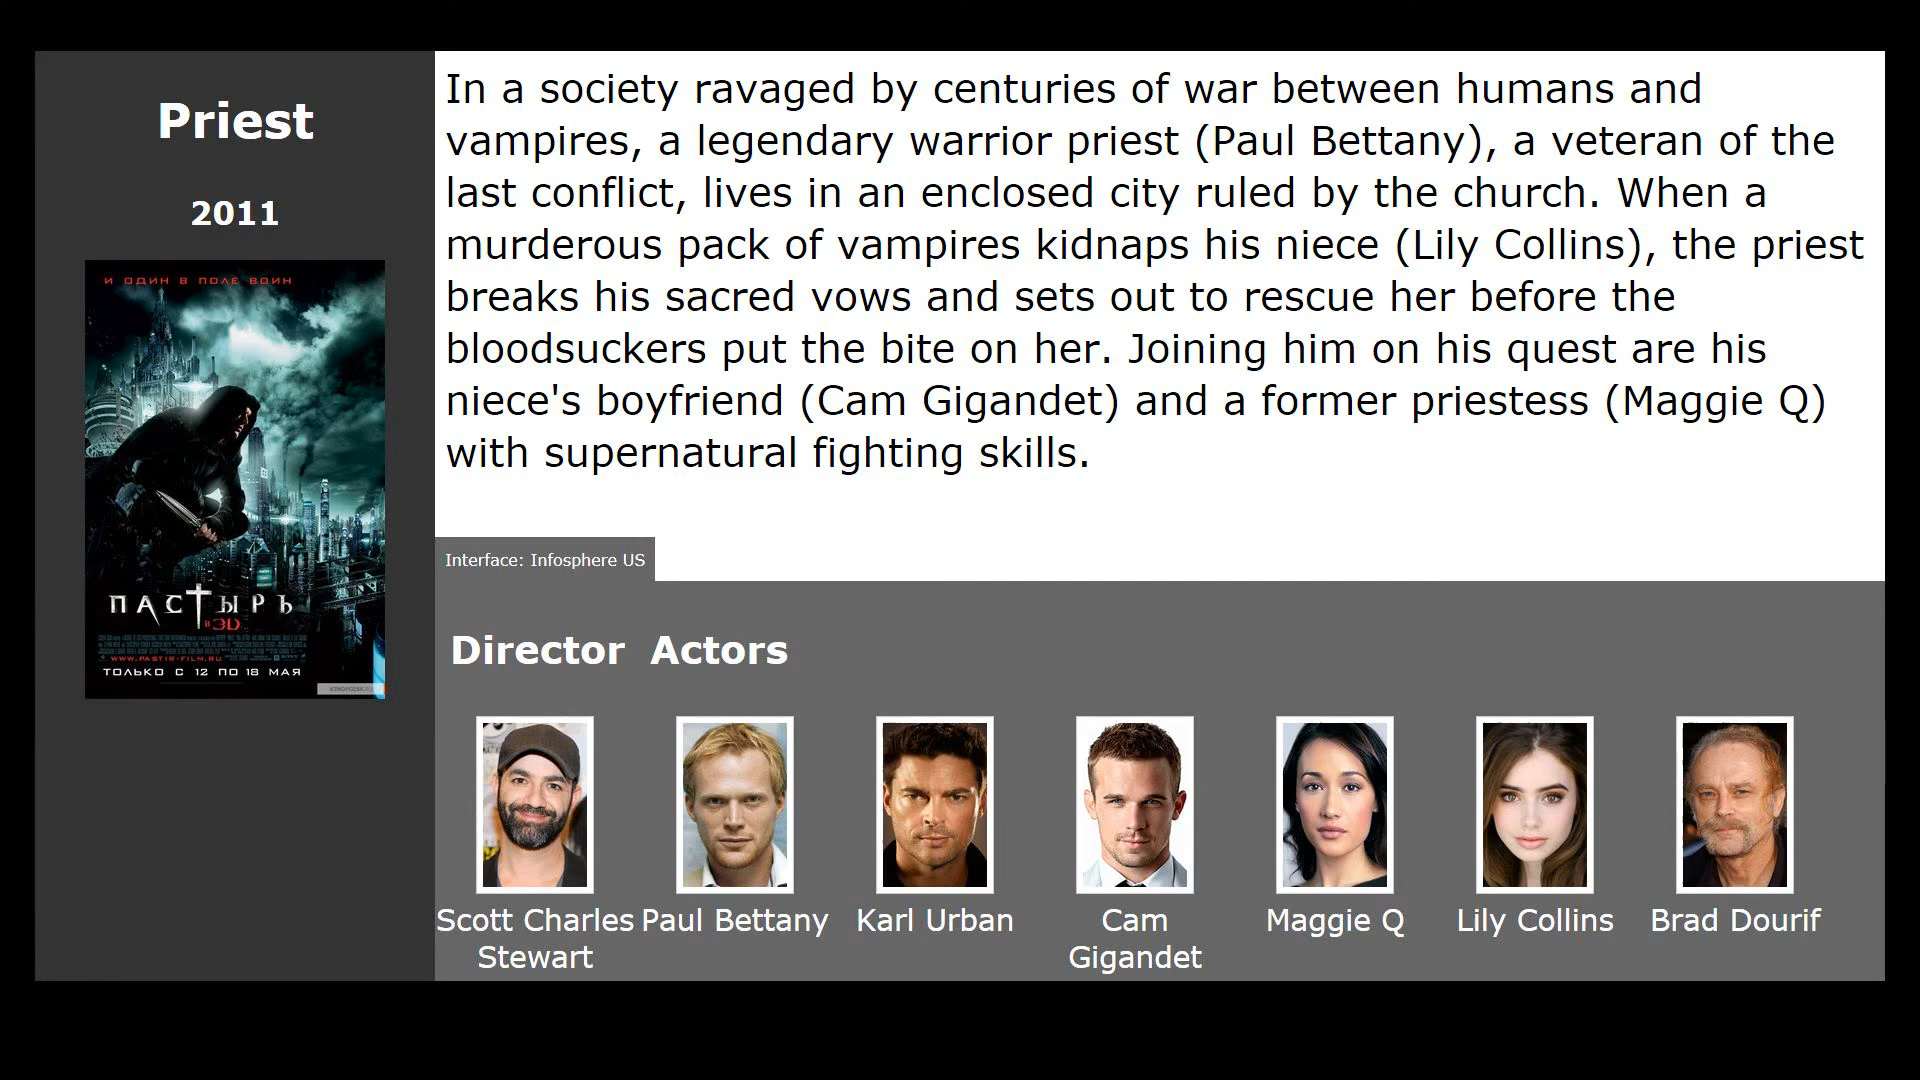 Priest
2011
И ОДИН В ПОЛЕ ВОИН
ПАСТЫРЬ
В 3D
WWW.PASTIR-FILM.RU
ТОЛЬКО С 12 ПО 18 МАЯ
KINOPOISK.RU
In a society ravaged by centuries of war between humans and
vampires, a legendary warrior priest (Paul Bettany), a veteran of the
last conflict, lives in an enclosed city ruled by the church. When a
murderous pack of vampires kidnaps his niece (Lily Collins), the priest
breaks his sacred vows and sets out to rescue her before the
bloodsuckers put the bite on her. Joining him on his quest are his
niece's boyfriend (Cam Gigandet) and a former priestess (Maggie Q)
with supernatural fighting skills.
Interface: Infosphere US
Director Actors
Scott Charles Stewart
Paul Bettany
Karl Urban
Cam Gigandet
Maggie Q
Lily Collins
Brad Dourif